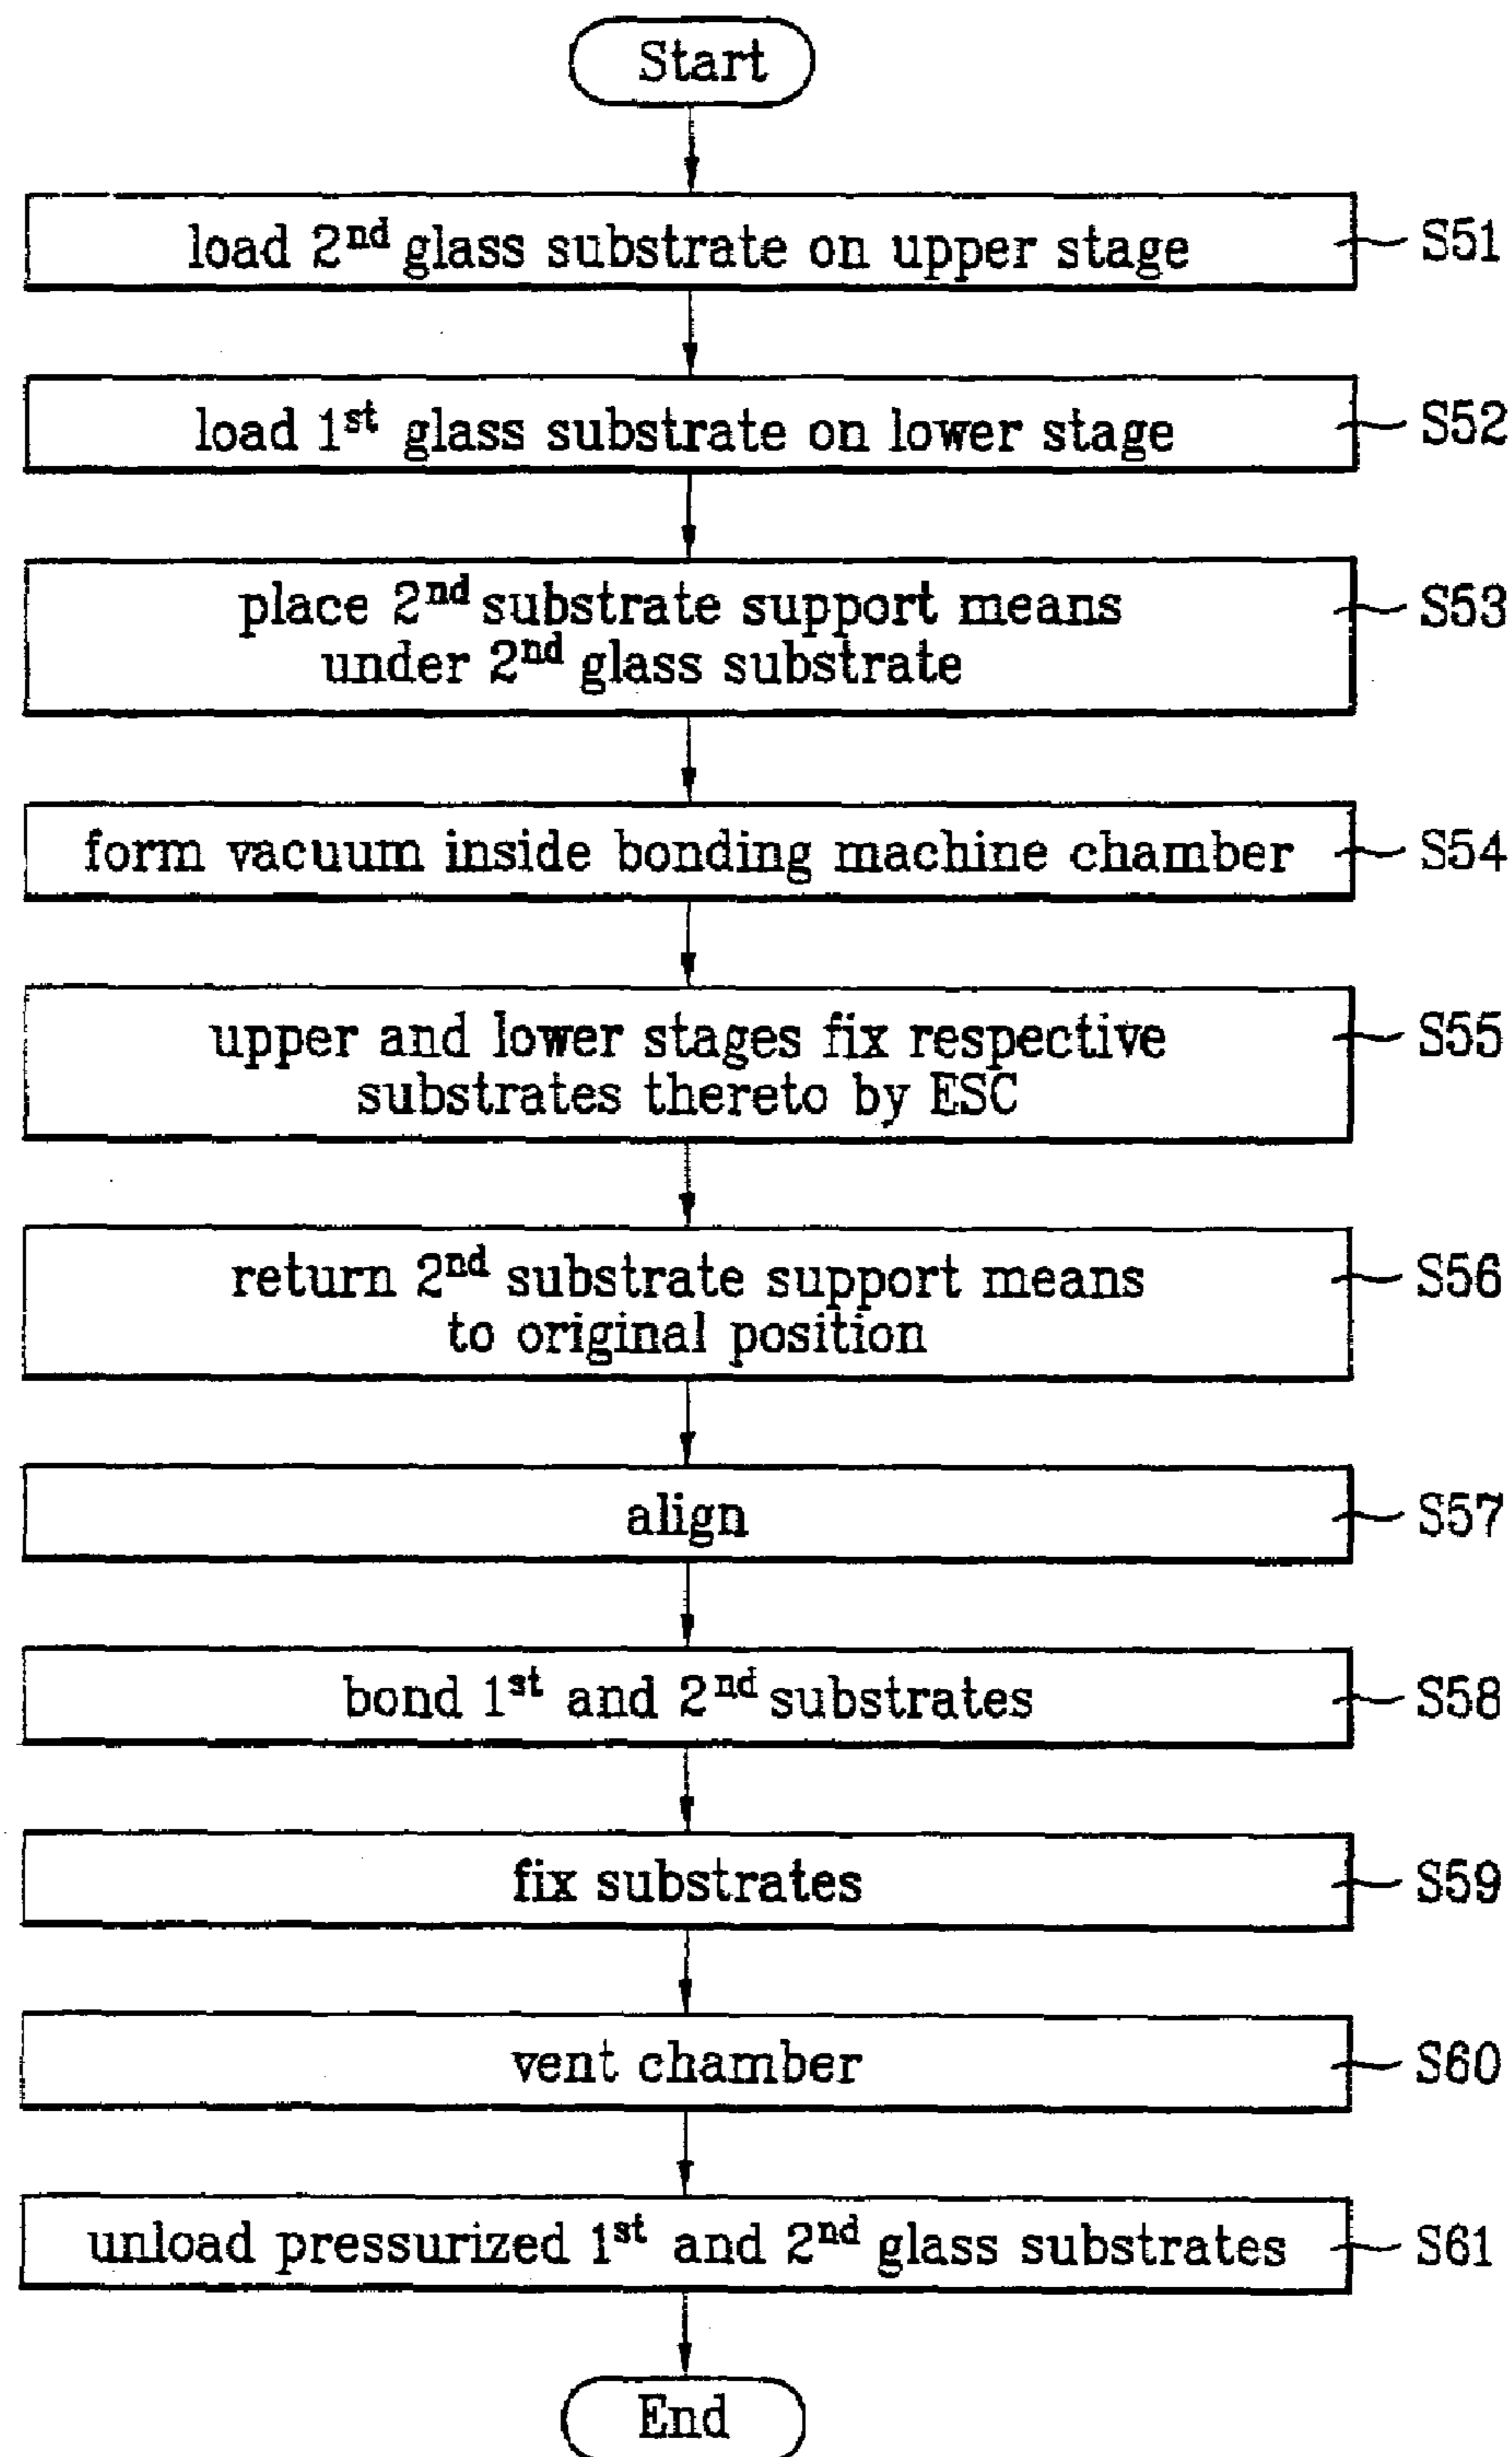 Start
load 2nd glass substrate on upper stage S51
load 1st glass substrate on lower stage S52
place 2nd substrate support means S53
under 2nd glass substrate
form vacuum inside bonding machine chamber S54
upper and lower stages fix respective S55
substrates thereto by ESC
return 2nd substrate support means S56
to original position
align S57
bond 1st and 2nd substrates S58
fix substrates S59
vent chamber S60
unload pressurized 1st and 2nd glass substrates S61
End